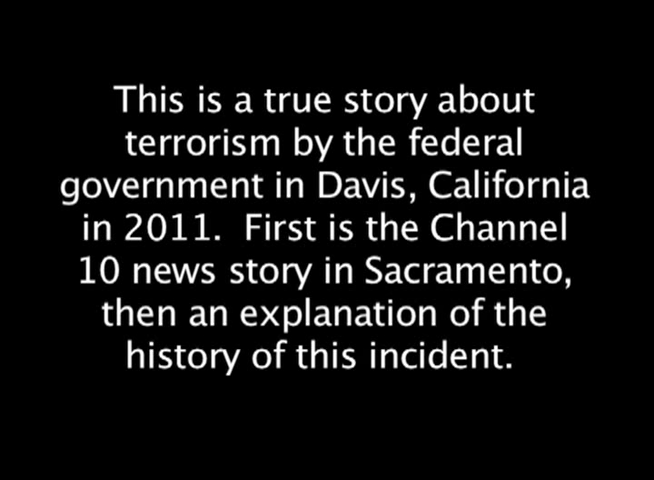 This is a true story about
terrorism by the federal
government in Davis, California
in 2011.  First is the Channel
10 news story in Sacramento,
then an explanation of the
history of this incident.